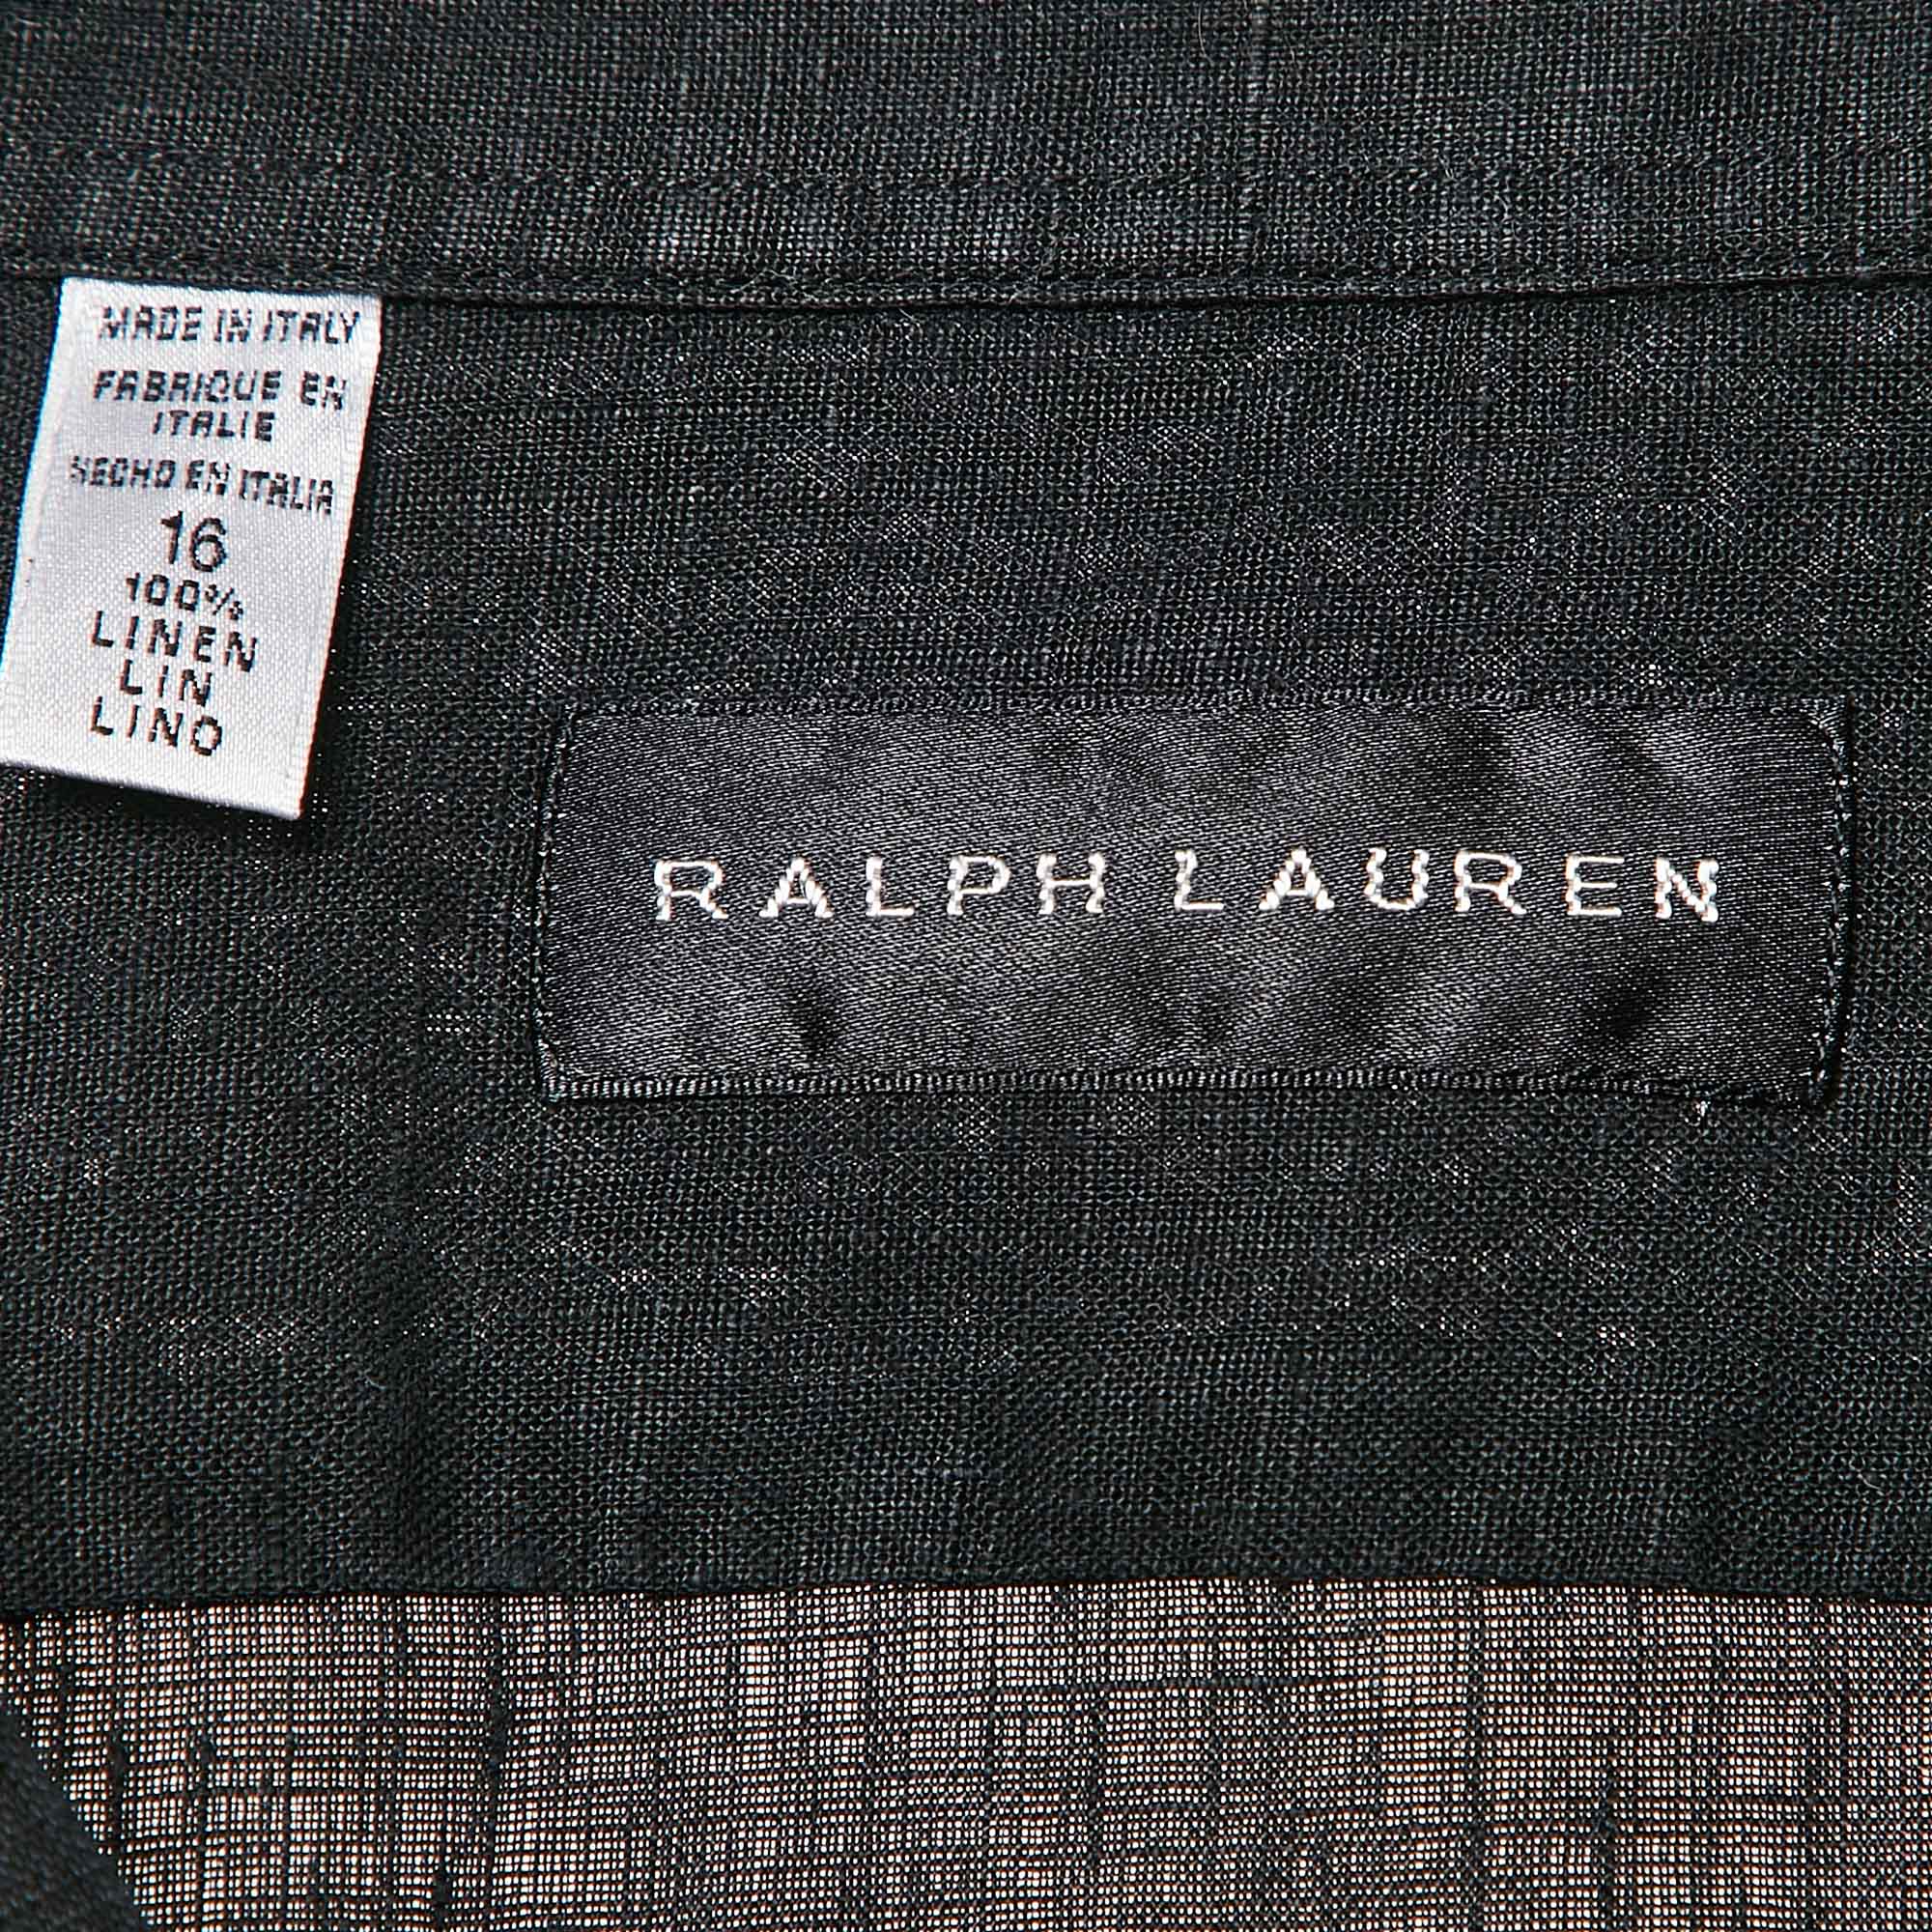 MADE IN ITALY
FABRIQUE EN
ITALIE
HECHO EN ITALIA
16
100%
LINEN
LIN
LINO
RALPH LAUREN